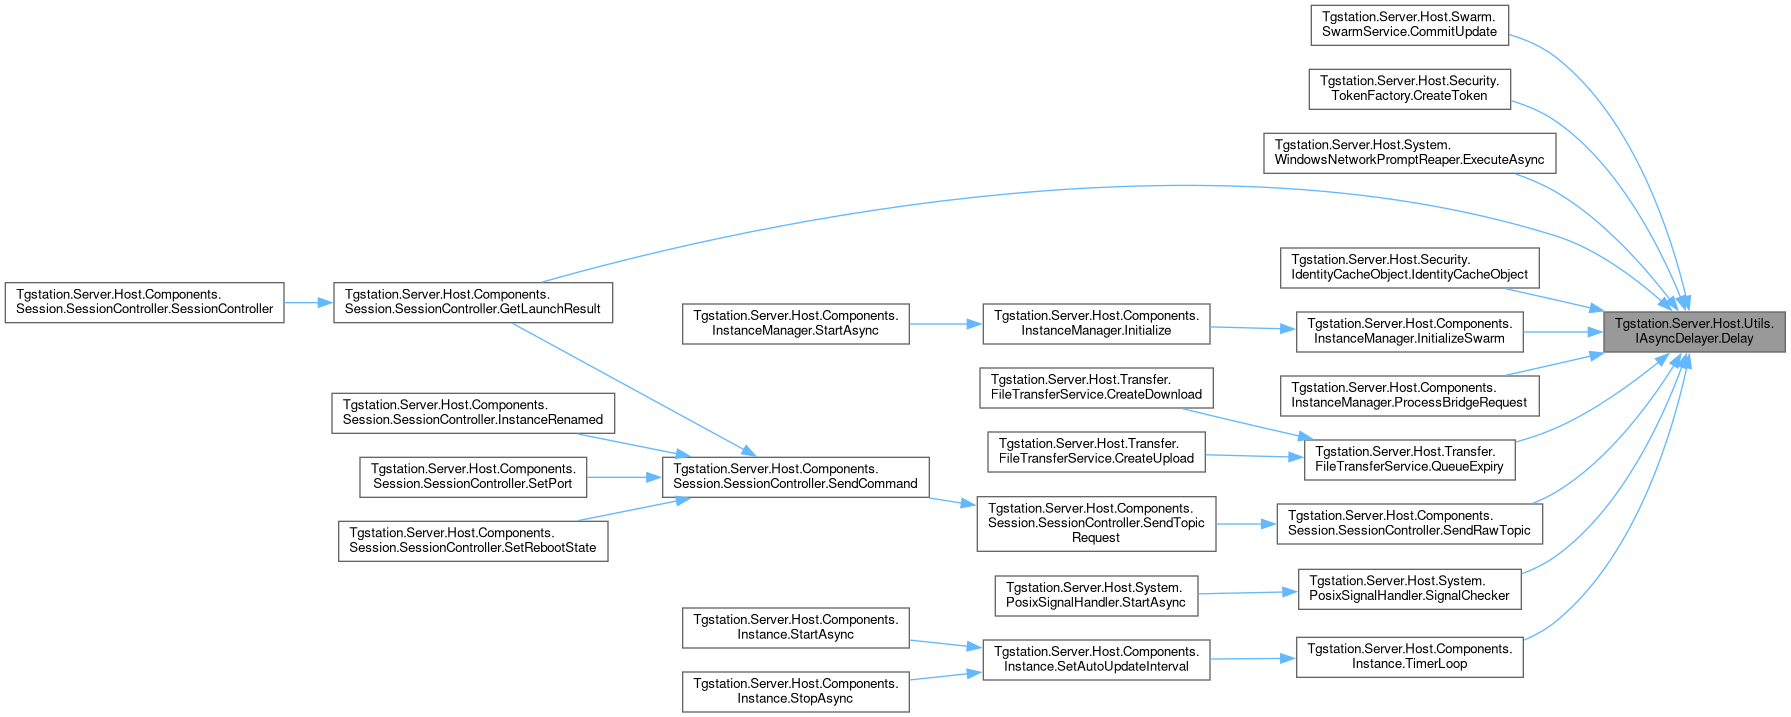 Tgstation.Server.Host.Swarm.
SwarmService.CommitUpdate
Tgstation.Server.Host.Security.
TokenFactory.CreateToken
Tgstation.Server.Host.System.
WindowsNetworkPromptReaper.ExecuteAsync
Tgstation.Server.Host.Security.
IdentityCacheObject.IdentityCacheObject
Tgstation.Server.Host.Components.
Session.SessionController.SessionController
Tgstation.Server.Host.Components.
Session.SessionController.GetLaunchResult
Tgstation.Server.Host.Components.
InstanceManager.StartAsync
Tgstation.Server.Host.Components.
InstanceManager.Initialize
Tgstation.Server.Host.Components.
InstanceManager.InitializeSwarm
Tgstation.Server.Host.Utils.
IAsyncDelayer.Delay
Tgstation.Server.Host.Transfer.
FileTransferService.CreateDownload
Tgstation.Server.Host.Components.
InstanceManager.ProcessBridgeRequest
Tgstation.Server.Host.Components.
Session.SessionController.InstanceRenamed
Tgstation.Server.Host.Transfer.
FileTransferService.CreateUpload
Tgstation.Server.Host.Transfer.
FileTransferService.QueueExpiry
Tgstation.Server.Host.Components.
Session.SessionController.SetPort
Tgstation.Server.Host.Components.
Session.SessionController.SendCommand
Tgstation.Server.Host.Components.
Session.SessionController.SendTopic
Request
Tgstation.Server.Host.Components.
Session.SessionController.SendRawTopic
Tgstation.Server.Host.Components.
Session.SessionController.SetRebootState
Tgstation.Server.Host.System.
PosixSignalHandler.StartAsync
Tgstation.Server.Host.System.
PosixSignalHandler.SignalChecker
Tgstation.Server.Host.Components.
Instance.StartAsync
Tgstation.Server.Host.Components.
Instance.SetAutoUpdateInterval
Tgstation.Server.Host.Components.
Instance.TimerLoop
Tgstation.Server.Host.Components.
Instance.StopAsync